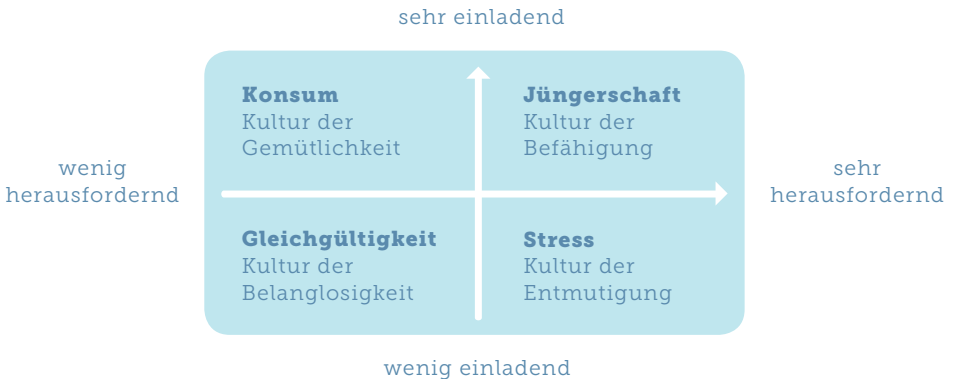 sehr einladend
Konsum
Kultur der
Gemütlichkeit
Jüngerschaft
Kultur der
Befähigung
wenig
herausfordernd
sehr
herausfordernd
Gleichgültigkeit
Kultur der
Belanglosigkeit
Stress
Kultur der
Entmutigung
wenig einladend